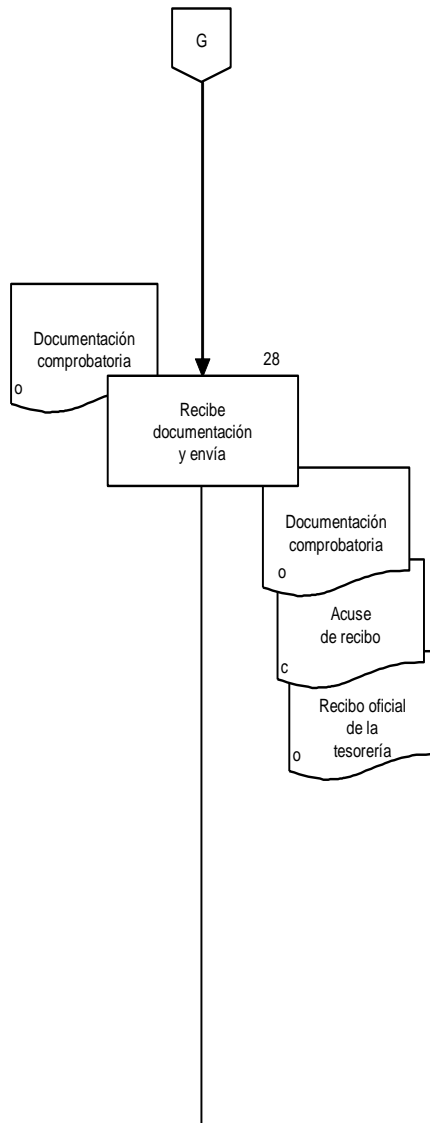 G
Documentación
comprobatoria
o
28
Recibe
documentación
y envía
Documentación
comprobatoria
o
Acuse
de recibo
c
Recibo oficial
de la
tesorería
o